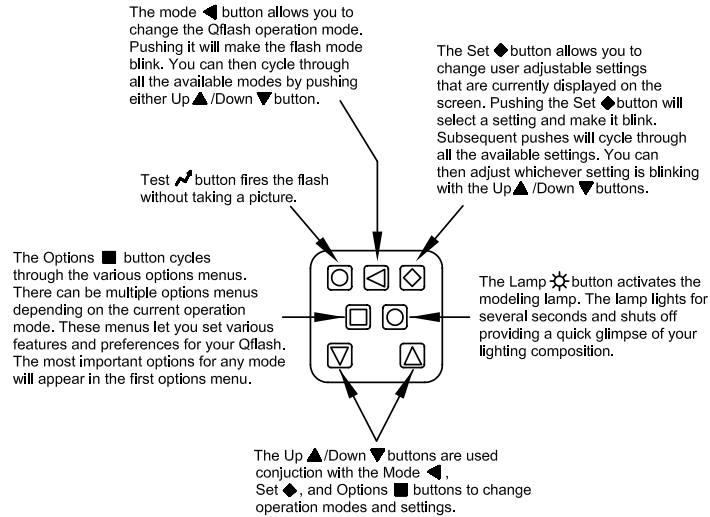 The mode ◀ button allows you to
change the Qflash operation mode.
Pushing it will make the flash mode
blink. You can then cycle through
all the available modes by pushing
either Up ▲ /Down ▼ button.
The Set ◆ button allows you to
change user adjustable settings
that are currently displayed on the
screen. Pushing the Set ◆ button will
select a setting and make it blink.
Subsequent pushes will cycle through
all the available settings. You can
then adjust whichever setting is blinking
with the Up ▲ /Down ▼ buttons.
Test button fires the flash
without taking a picture.
The Options ■ button cycles
through the various options menus.
There can be multiple options menus
depending on the current operation
mode. These menus let you set various
features and preferences for your Qflash.
The most important options for any mode
will appear in the first options menu.
The Lamp button activates the
modeling lamp. The lamp lights for
several seconds and shuts off
providing a quick glimpse of your
lighting composition.
The Up ▲ /Down ▼ buttons are used
conjuction with the Mode ◀ ,
Set ◆, and Options ■ buttons to change
operation modes and settings.